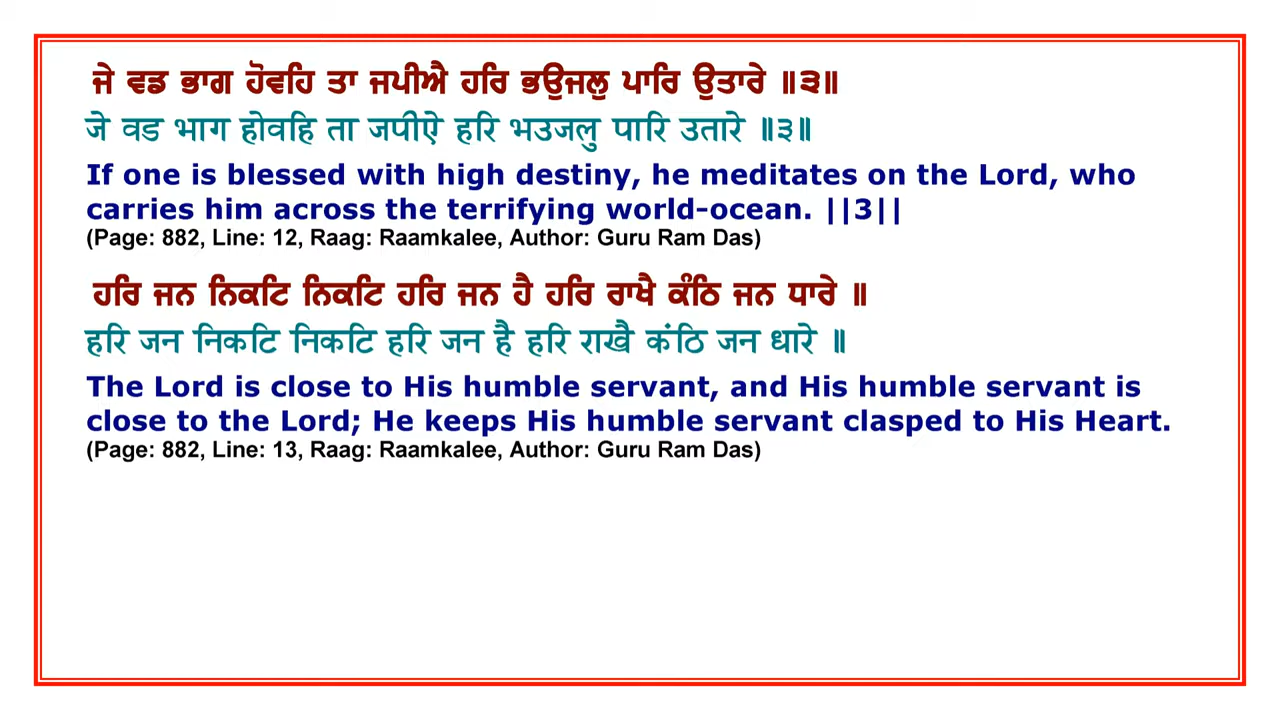 ਜੇ ਵਡ ਭਾਗ ਹੋਵਹਿ ਤਾ ਜਪੀਐ ਹਰਿ ਭਉਜਲੁ ਪਾਰਿ ਉਤਾਰੇ ॥੩॥
जे वड भाग होवहि ता जपीऐ हरि भउजलु पारि उतारे ॥३॥
If one is blessed with high destiny, he meditates on the Lord, who
carries him across the terrifying world-ocean. ||3||
(Page: 882, Line: 12, Raag: Raamkalee, Author: Guru Ram Das)
ਹਰਿ ਜਨ ਨਿਕਟਿ ਨਿਕਟਿ ਹਰਿ ਜਨ ਹੈ ਹਰਿ ਰਾਖੈ ਕੰਠਿ ਜਨ ਧਾਰੇ ॥
हरि जन निकटि निकटि हरि जन है हरि राखै कंठि जन धारे ॥
The Lord is close to His humble servant, and His humble servant is
close to the Lord; He keeps His humble servant clasped to His Heart.
(Page: 882, Line: 13, Raag: Raamkalee, Author: Guru Ram Das)